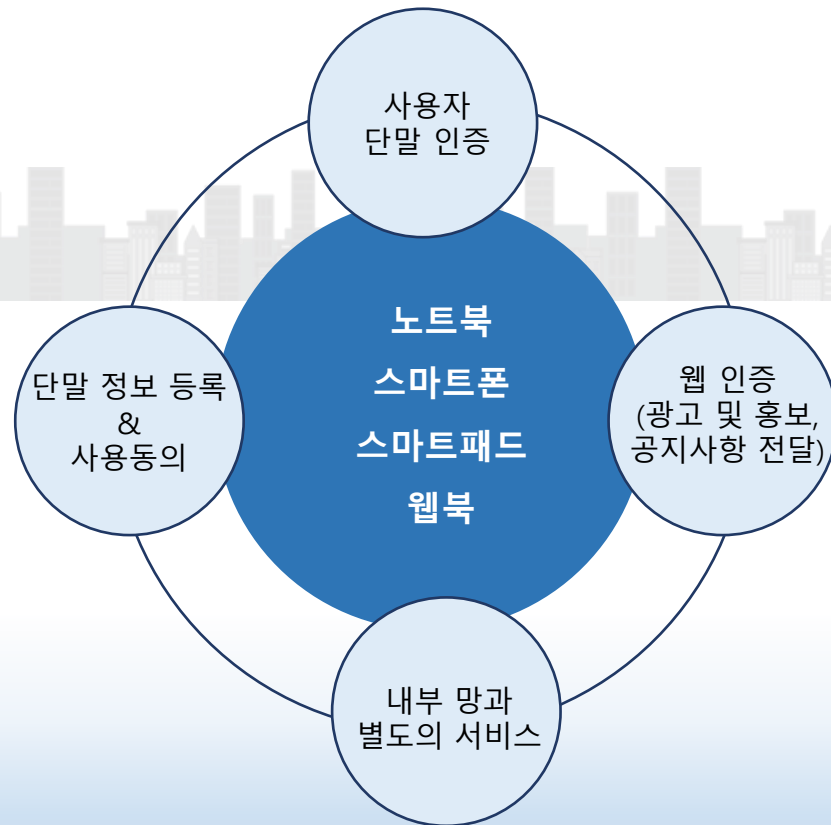 사용자
단말 인증
노트북
스마트폰
스마트패드
웹북
단말 정보 등록
&
사용동의
웹 인증
(광고 및 홍보,
공지사항 전달)
내부 망과
별도의 서비스